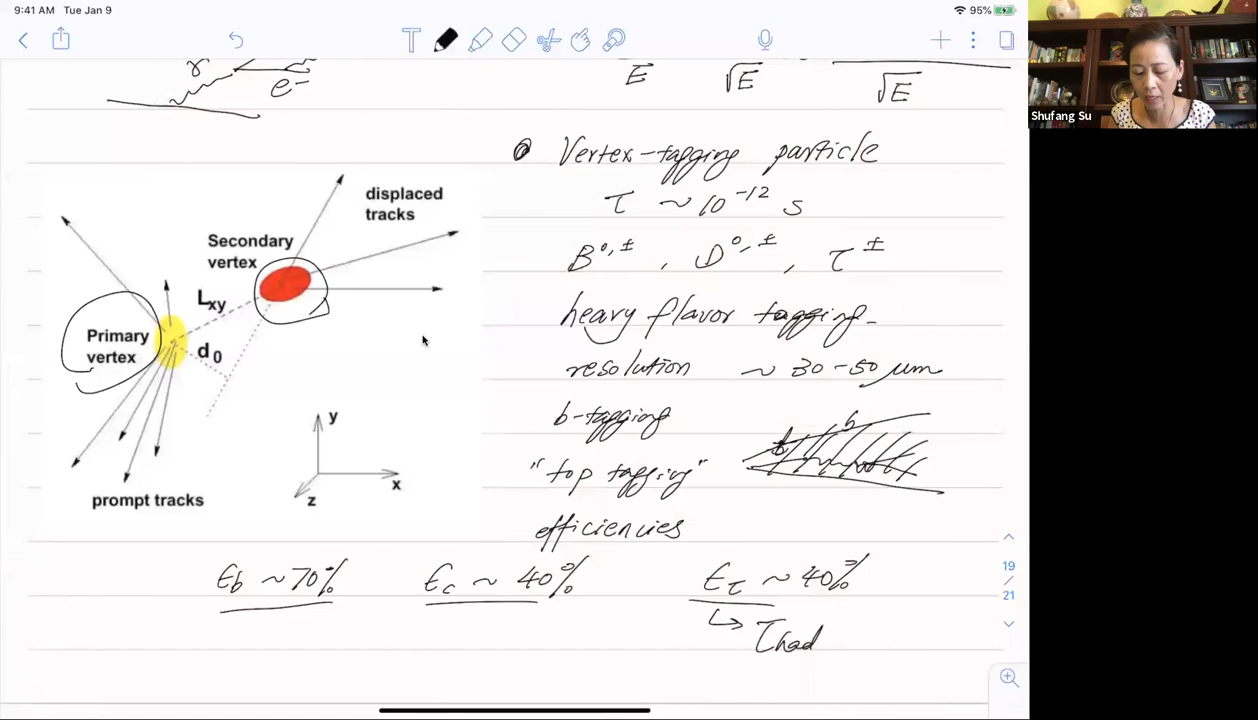 9:41 AM Tue Jan 9
95%
Shufang Su
γ
e⁻
E
√E
√E
Vertex-tagging particle
τ ~ 10⁻¹² s
B⁰,±, D⁰,±, τ±
heavy flavor tagging
resolution ~ 30-50 μm
b-tagging
b
"top tagging"
efficiencies
displaced
tracks
Secondary
vertex
Lxy
Primary
vertex
d0
y
x
z
prompt tracks
εb ~ 70% εc ~ 40% ετ ~ 40%
↳ τhad
19
/
21